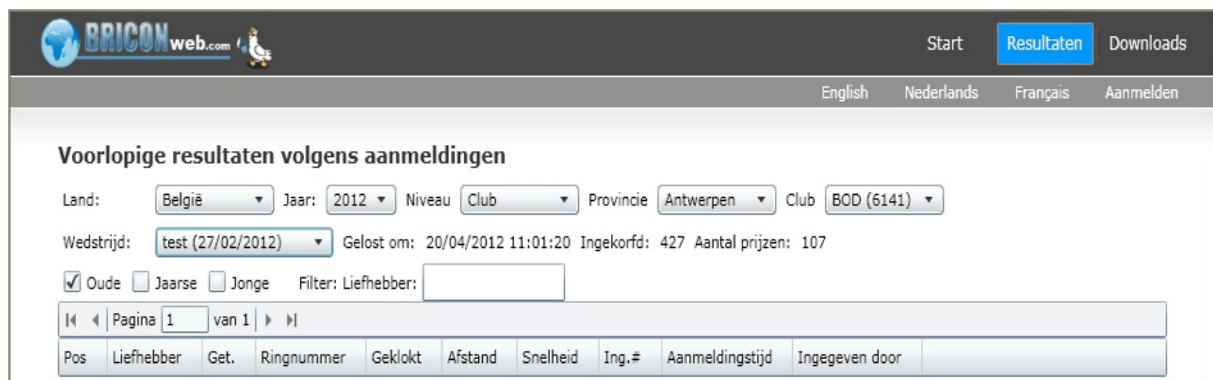 BRICONweb.com
Start Resultaten Downloads
English Nederlands Français Aanmelden
Voorlopige resultaten volgens aanmeldingen
Land: België Jaar: 2012 Niveau Club Provincie Antwerpen Club BOD (6141)
Wedstrijd: test (27/02/2012) Gelost om: 20/04/2012 11:01:20 Ingekorfd: 427 Aantal prijzen: 107
Oude Jaarse Jonge Filter: Liefhebber:
Pagina 1 van 1
Pos Liefhebber Get. Ringnummer Geklokt Afstand Snelheid Ing.# Aanmeldingstijd Ingegeven door